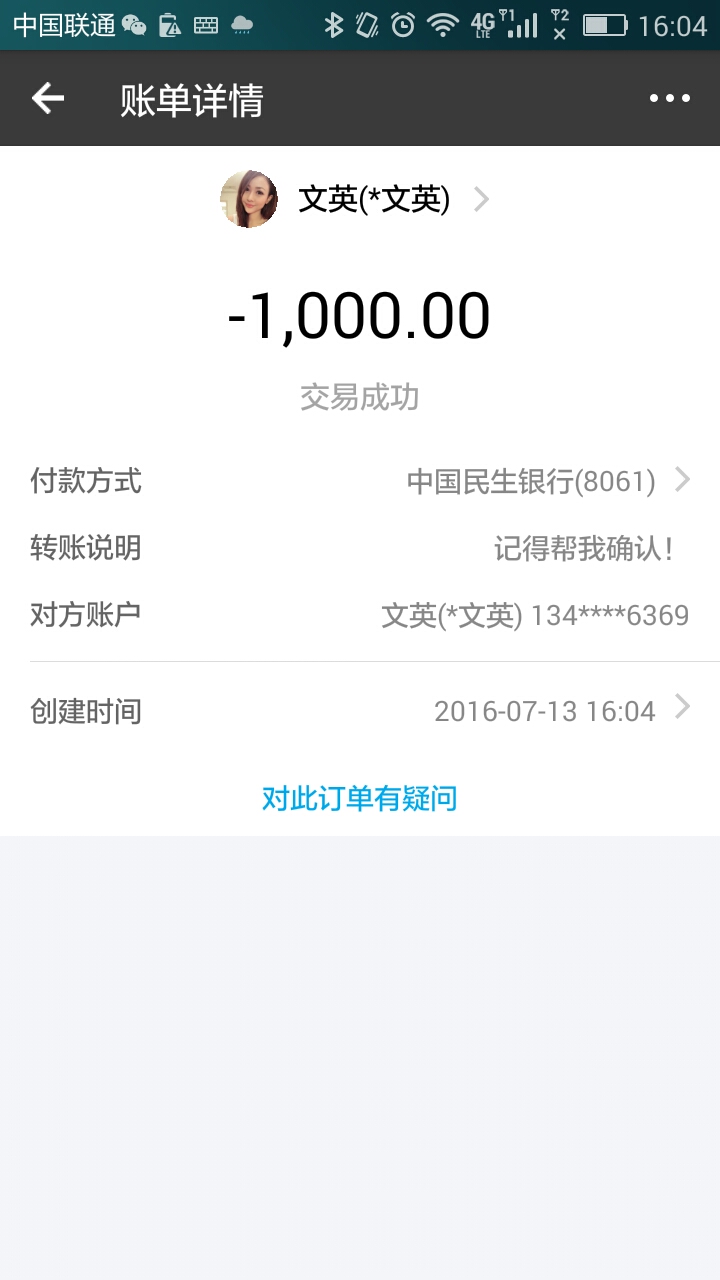 中国联通 4G LTE 1 2 16:04
账单详情
文英(*文英)
-1,000.00
交易成功
付款方式 中国民生银行(8061)
转账说明 记得帮我确认！
对方账户 文英(*文英) 134****6369
创建时间 2016-07-13 16:04
对此订单有疑问